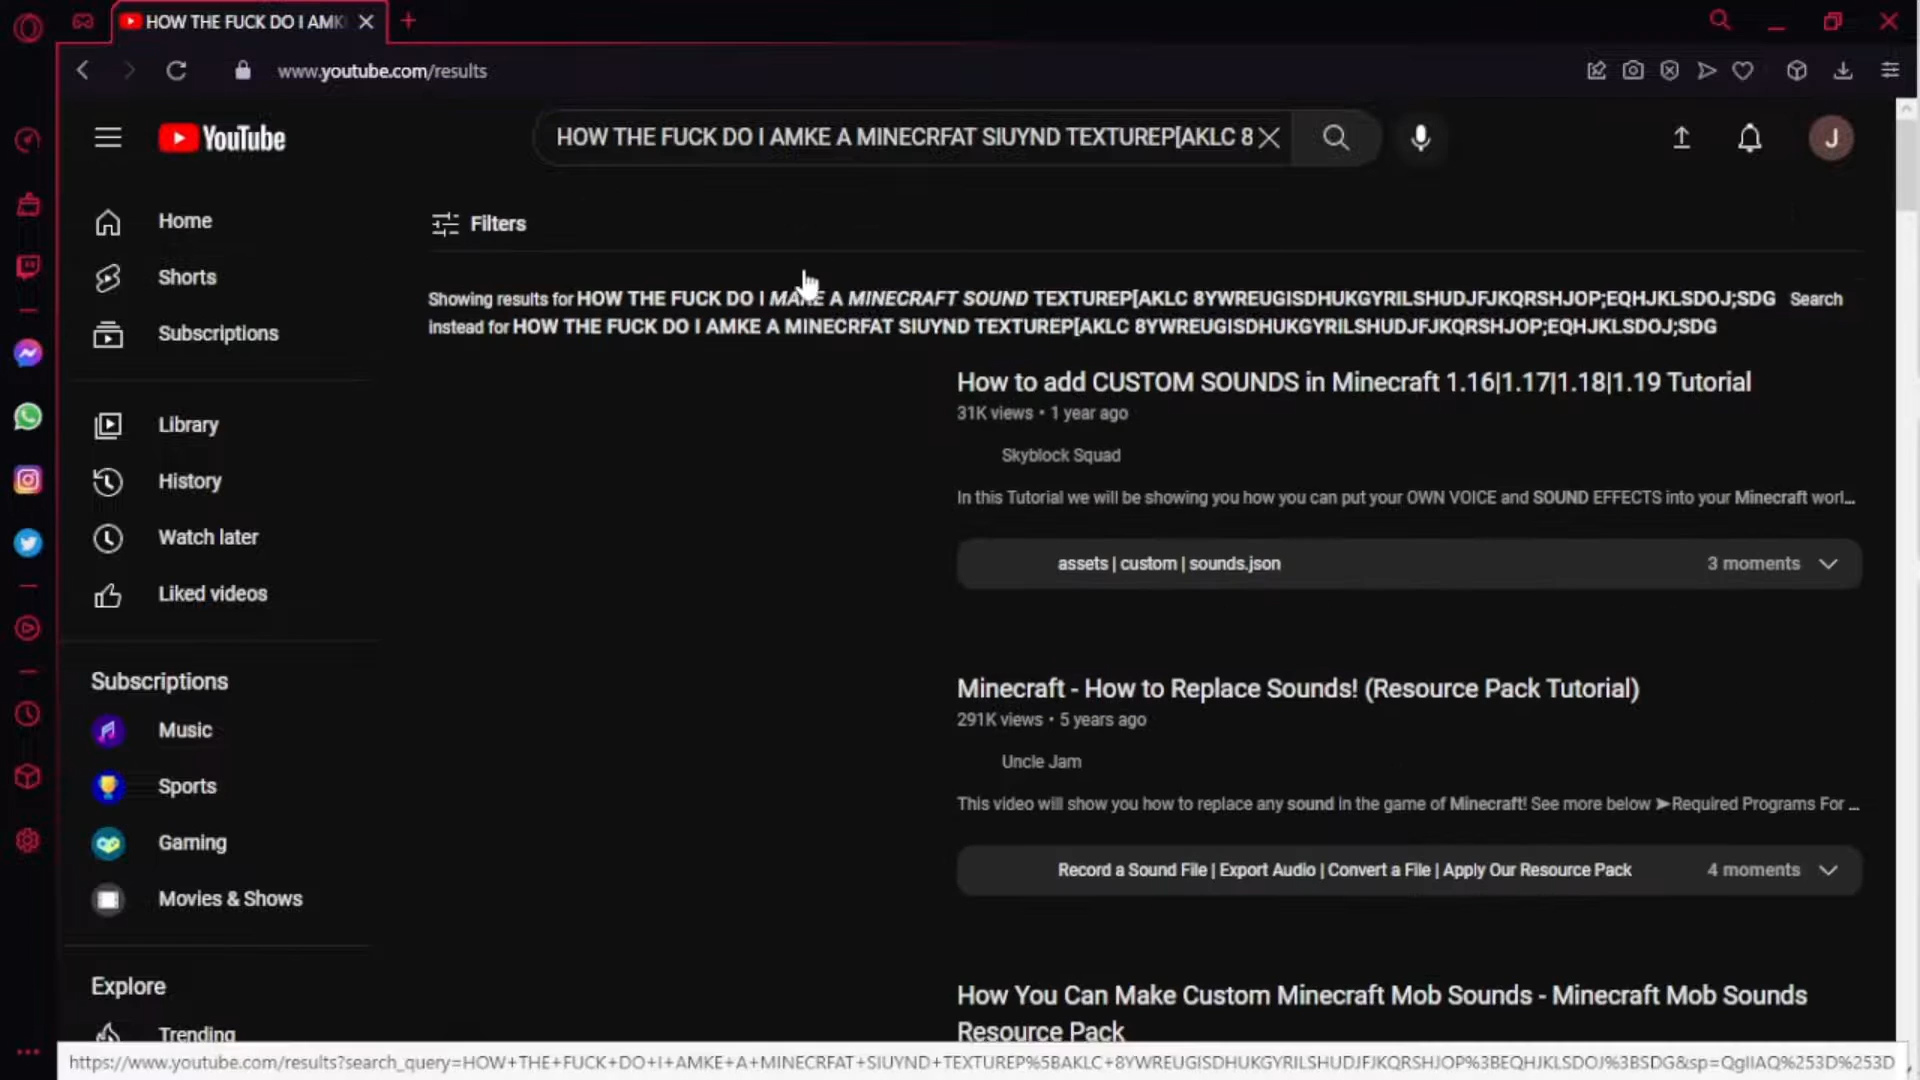 HOW THE FUCK DO I AMK
www.youtube.com/results
YouTube
HOW THE FUCK DO I AMKE A MINECRFAT SIUYND TEXTUREP[AKLC 8
J
Home
Shorts
Subscriptions
Library
History
Watch later
Liked videos
Subscriptions
Music
Sports
Gaming
Movies & Shows
Explore
Trending
Filters
Showing results for HOW THE FUCK DO I MAKE A MINECRAFT SOUND TEXTUREP[AKLC 8YWREUGISDHUKGYRILSHUDJFJKQRSHJOP;EQHJKLSDOJ;SDG Search
instead for HOW THE FUCK DO I AMKE A MINECRFAT SIUYND TEXTUREP[AKLC 8YWREUGISDHUKGYRILSHUDJFJKQRSHJOP;EQHJKLSDOJ;SDG
How to add CUSTOM SOUNDS in Minecraft 1.16|1.17|1.18|1.19 Tutorial
31K views • 1 year ago
Skyblock Squad
In this Tutorial we will be showing you how you can put your OWN VOICE and SOUND EFFECTS into your Minecraft worl...
assets | custom | sounds.json 3 moments
Minecraft - How to Replace Sounds! (Resource Pack Tutorial)
291K views • 5 years ago
Uncle Jam
This video will show you how to replace any sound in the game of Minecraft! See more below ➤Required Programs For ...
Record a Sound File | Export Audio | Convert a File | Apply Our Resource Pack 4 moments
How You Can Make Custom Minecraft Mob Sounds - Minecraft Mob Sounds
Resource Pack
https://www.youtube.com/results?search_query=HOW+THE+FUCK+DO+I+AMKE+A+MINECRFAT+SIUYND+TEXTUREP%5BAKLC+8YWREUGISDHUKGYRILSHUDJFJKQRSHJOP%3BEQHJKLSDOJ%3BSDG&sp=QgIIAQ%253D%253D